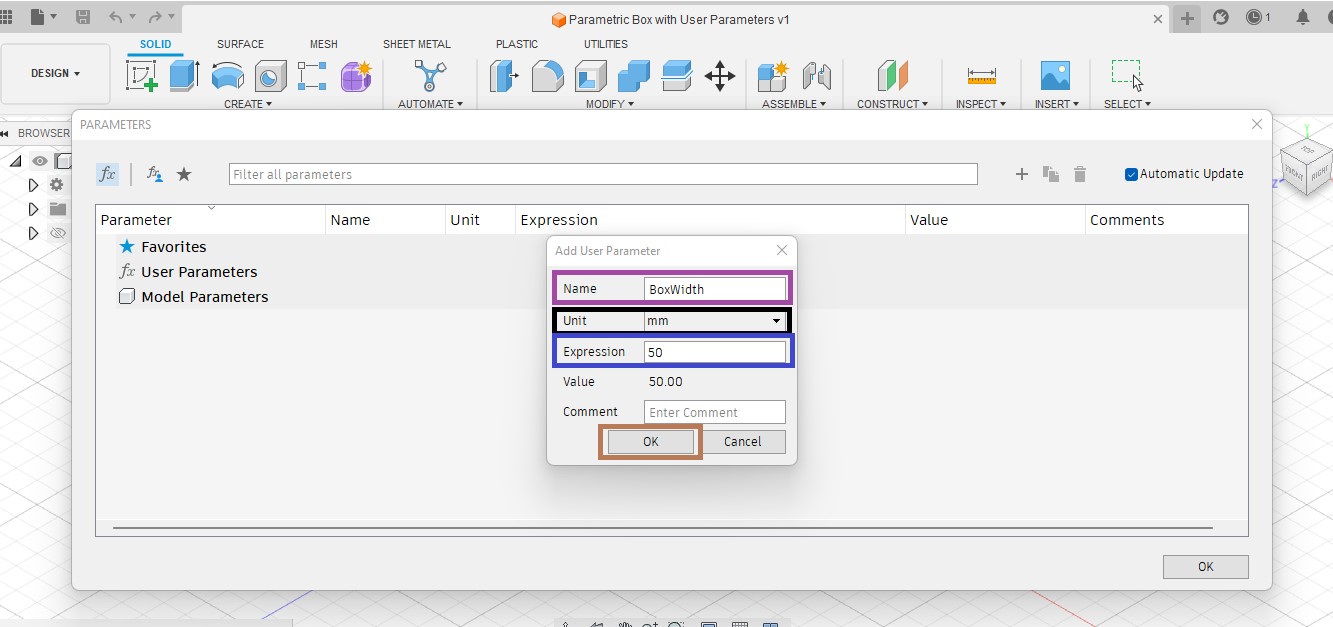 Parametric Box with User Parameters v1
1
SOLID SURFACE MESH SHEET METAL PLASTIC UTILITIES
DESIGN
CREATE AUTOMATE MODIFY ASSEMBLE CONSTRUCT INSPECT INSERT SELECT
BROWSER
PARAMETERS
TOP
FRONT RIGHT
Y
Z
fx fx Filter all parameters Automatic Update
Parameter Name Unit Expression Value Comments
Favorites
fx User Parameters
Model Parameters
Add User Parameter
Name BoxWidth
Unit mm
Expression 50
Value 50.00
Comment Enter Comment
OK Cancel
OK